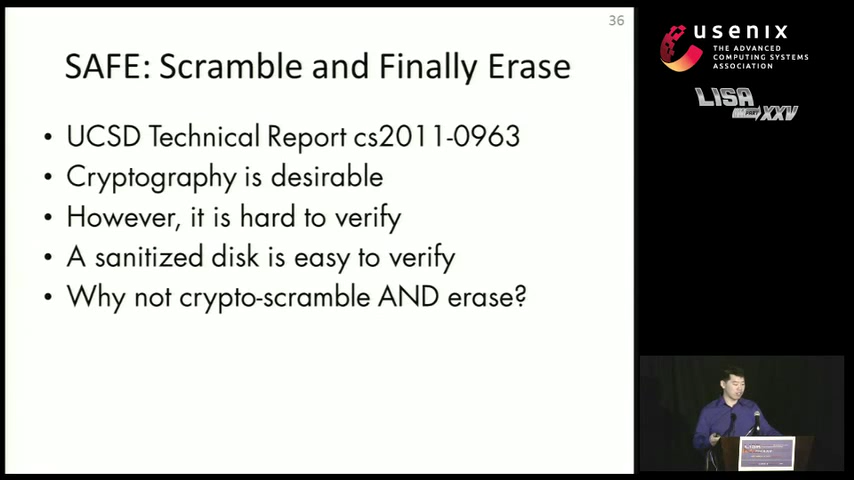 36
SAFE: Scramble and Finally Erase
• UCSD Technical Report cs2011-0963
• Cryptography is desirable
• However, it is hard to verify
• A sanitized disk is easy to verify
• Why not crypto-scramble AND erase?
usenix
THE ADVANCED
COMPUTING SYSTEMS
ASSOCIATION
LISA
PART XXV